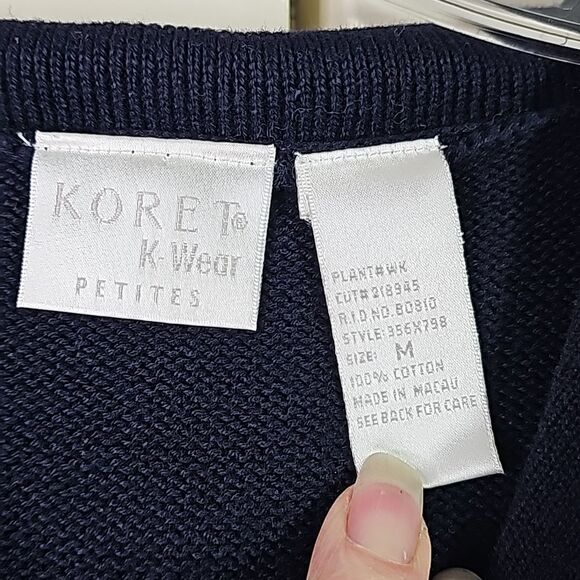 KORET®
K-Wear
PETITES
PLANT#WK
CUT# 218945
R.I.D NO. 80810
STYLE: 356X798
SIZE: M
100% COTTON
MADE IN MACAU
SEE BACK FOR CARE